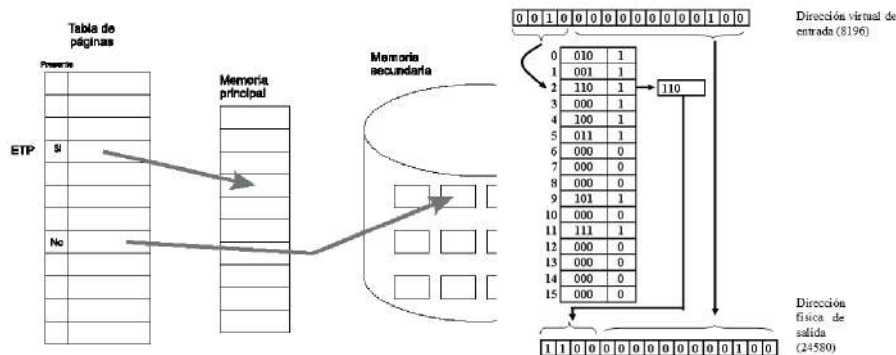 Tabla de
páginas
Presente
ETP
Si
No
Memoria
principal
Memoria
secundaria
0 0 1 0 0 0 0 0 0 0 0 0 0 1 0 0
Dirección virtual de
entrada (8196)
0 010 1
1 001 1
2 110 1
110
3 000 1
4 100 1
5 011 1
6 000 0
7 000 0
8 000 0
9 101 1
10 000 0
11 111 1
12 000 0
13 000 0
14 000 0
15 000 0
Dirección
física de
salida
(24580)
1 1 0 0 0 0 0 0 0 0 0 0 1 0 0